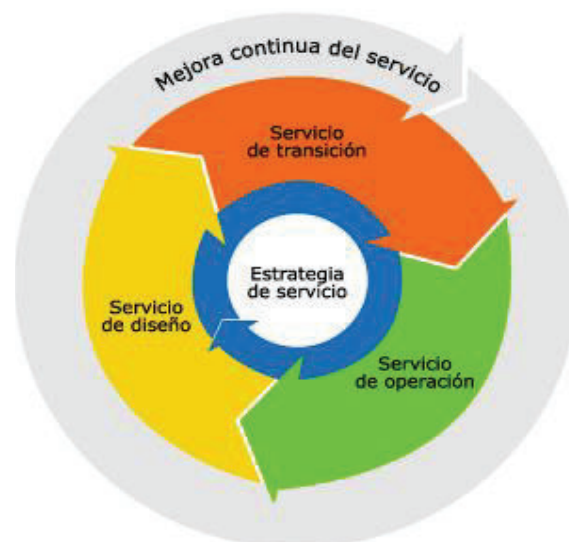 Mejora continua del servicio
Servicio
de transición
Estrategia
de servicio
Servicio
de diseño
Servicio
de operación